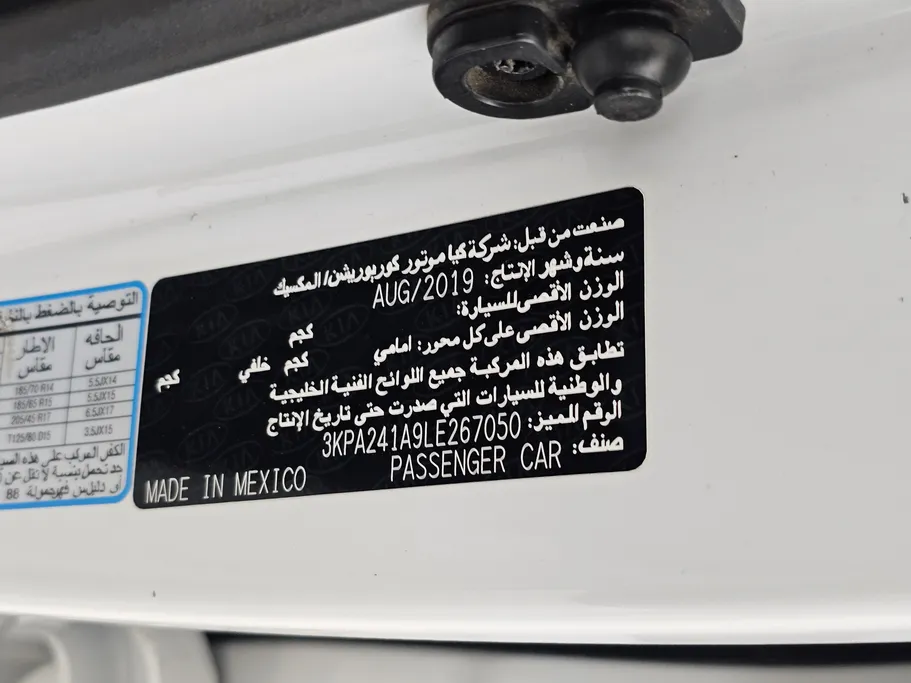 صنعت من قبل: شركة كيا موتور كوربوريشن/ المكسيك
سنة وشهر الإنتاج: AUG/2019
الوزن الأقصى للسيارة: كجم
الوزن الأقصى على كل محور: امامي كجم خلفي كجم
تطابق هذه المركبة جميع اللوائح الفنية الخليجية
والوطنية للسيارات التي صدرت حتى تاريخ الإنتاج
الرقم المميز: 3KPA241A9LE267050
صنف: PASSENGER CAR
MADE IN MEXICO
التوصية بالضغط
الحافه الإطار
مقاس مقاس
5.5JX14 185/70 R14
5.5JX15 185/65 R15
6.5JX17 205/45 R17
3.5JX15 T125/80 D15